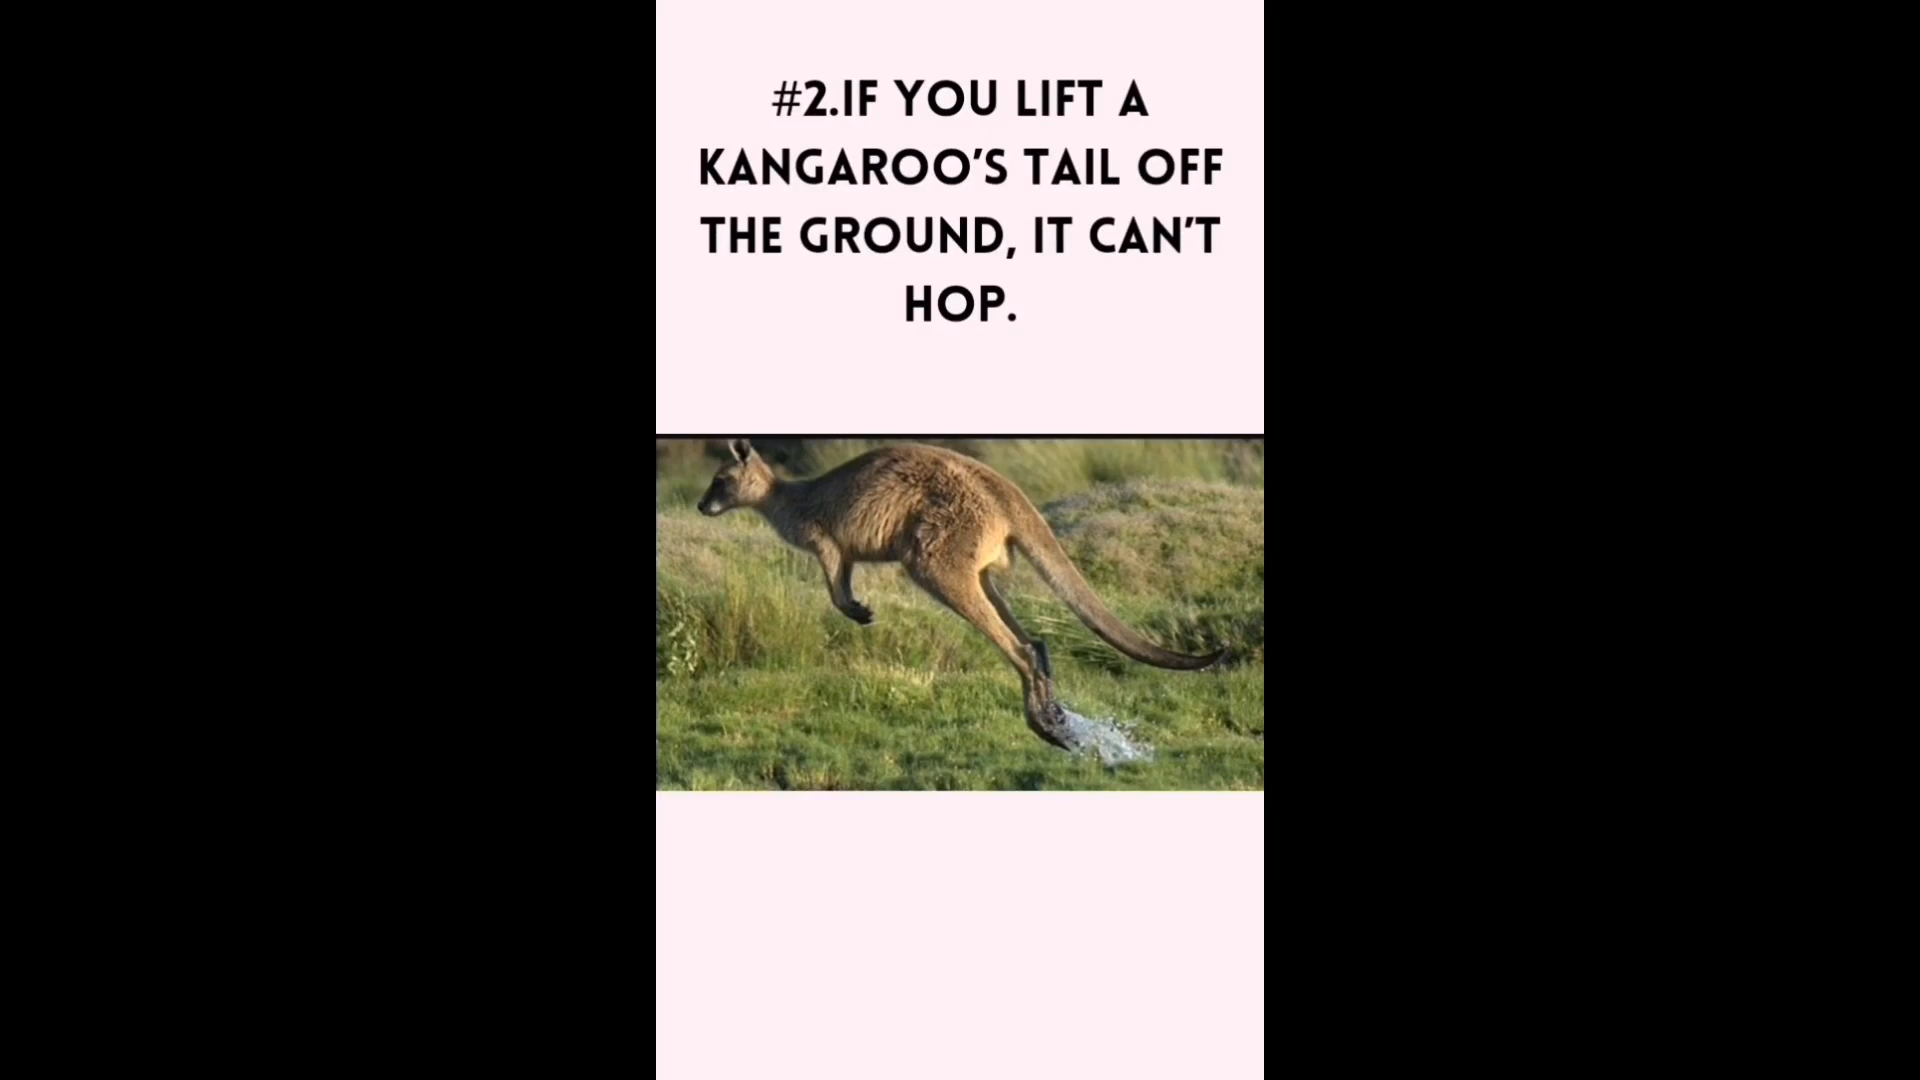 #2.IF YOU LIFT A
KANGAROO’S TAIL OFF
THE GROUND, IT CAN’T
HOP.